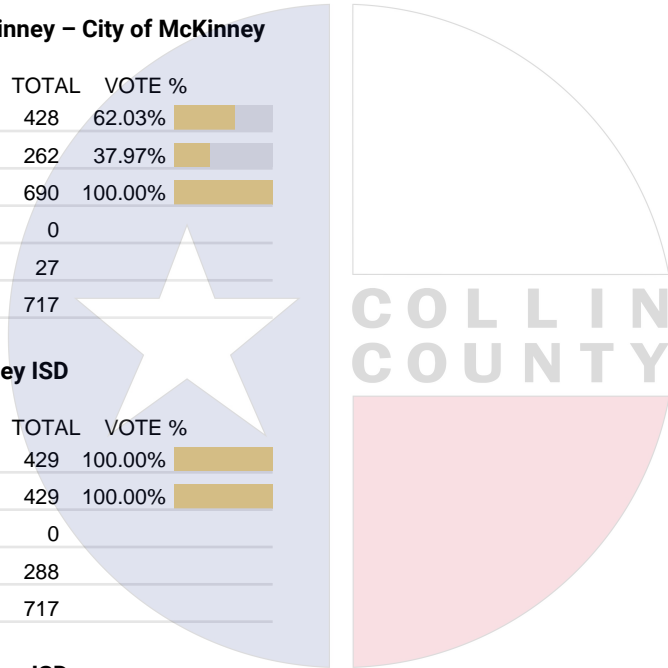 inney – City of McKinney
TOTAL VOTE %
428 62.03%
262 37.97%
690 100.00%
0
27
717
COLLIN
COUNTY
ey ISD
TOTAL VOTE %
429 100.00%
429 100.00%
0
288
717
ISD